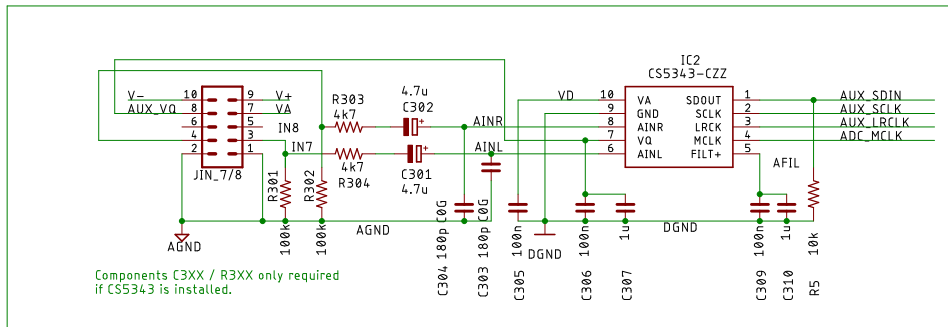 IC2
CS5343-CZZ
10 VA SDOUT 1 AUX_SDIN
9 GND SCLK 2 AUX_SCLK
8 AINR LRCK 3 AUX_LRCLK
7 VQ MCLK 4 ADC_MCLK
6 AINL FILT+ 5
VD
AINR
AINL
AFIL
V- 10 9 V+
AUX_VQ 8 7 VA
6 5
4 3
2 1
IN8
IN7
JIN_7/8
R303
4k7
4.7u
C302
4k7
R304
C301
4.7u
R301
100k
R302
100k
AGND
AGND
C304 180p C0G
C303 180p C0G
C305 100n
DGND
C306 100n
C307 1u
DGND
C309 100n
C310 1u
R5 10k
Components C3XX / R3XX only required
if CS5343 is installed.